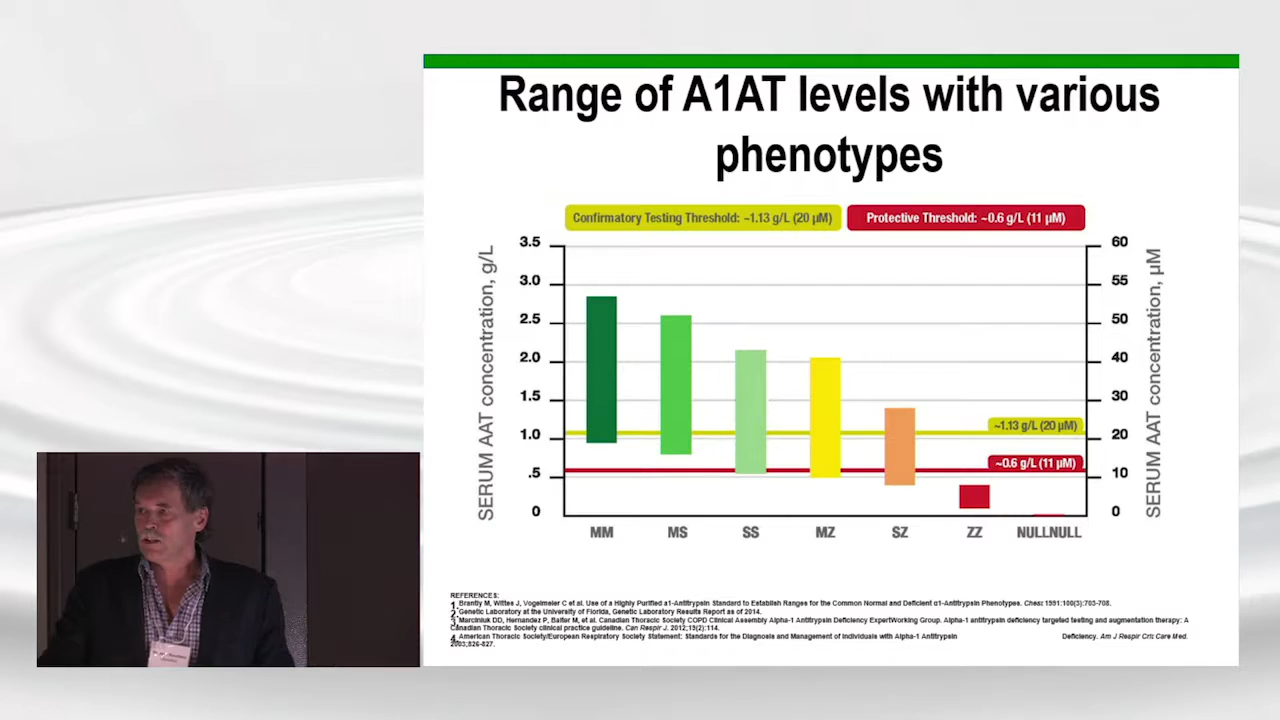 Range of A1AT levels with various
phenotypes
Confirmatory Testing Threshold: ~1.13 g/L (20 µM)
Protective Threshold: ~0.6 g/L (11 µM)
SERUM AAT concentration, g/L
3.5
3.0
2.5
2.0
1.5
1.0
.5
0
60
55
50
40
30
20
10
0
SERUM AAT concentration, µM
~1.13 g/L (20 µM)
~0.6 g/L (11 µM)
MM MS SS MZ SZ ZZ NULLNULL
REFERENCES:
1. Brantly M, Wittes J, Vogelmeier C et al. Use of a Highly Purified α1-Antitrypsin Standard to Establish Ranges for the Common Normal and Deficient α1-Antitrypsin Phenotypes. Chest 1991:100(3):703-708.
2. Genetic Laboratory at the University of Florida, Genetic Laboratory Results Report as of 2014.
3. Marciniuk DD, Hernandez P, Balter M, et al. Canadian Thoracic Society COPD Clinical Assembly Alpha-1 Antitrypsin Deficiency ExpertWorking Group. Alpha-1 antitrypsin deficiency targeted testing and augmentation therapy: A
Canadian Thoracic Society clinical practice guideline. Can Respir J. 2012;19(2):114.
4. American Thoracic Society/European Respiratory Society Statement: Standards for the Diagnosis and Management of Individuals with Alpha-1 Antitrypsin Deficiency. Am J Respir Crit Care Med.
2003;826-827.